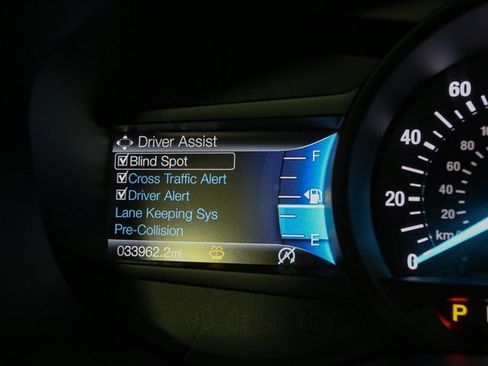 Driver Assist
Blind Spot
Cross Traffic Alert
Driver Alert
Lane Keeping Sys
Pre-Collision
033962.2mi
F
E
60
40
20
0
80
60
40
20
km/
P